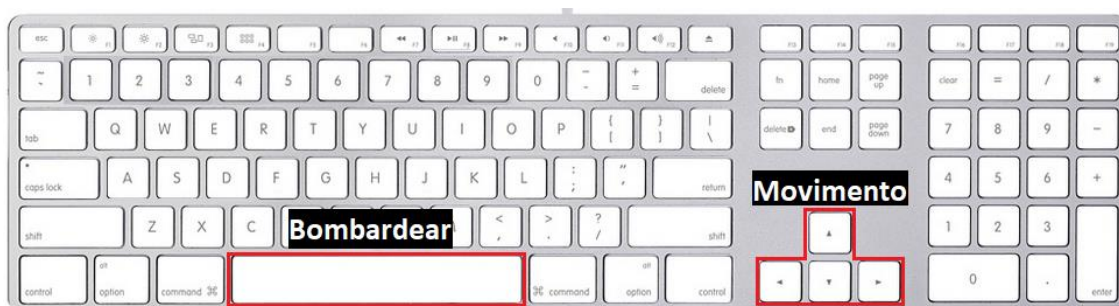 esc F1 F2 F3 F4 F5 F6 F7 F8 F9 F10 F11 F12 F13 F14 F15 F16 F17 F18 F19
~ 1 2 3 4 5 6 7 8 9 0 - - + = delete fn home page up clear = / *
tab Q W E R T Y U I O P { [ } ] | \ delete end page down 7 8 9 -
caps lock A S D F G H J K L : ; " ' return 4 5 6 +
Movimento
shift Z X C < , > . ? / shift 1 2 3
Bombardear
control alt option command ⌘ ⌘ command alt option control 0 . enter